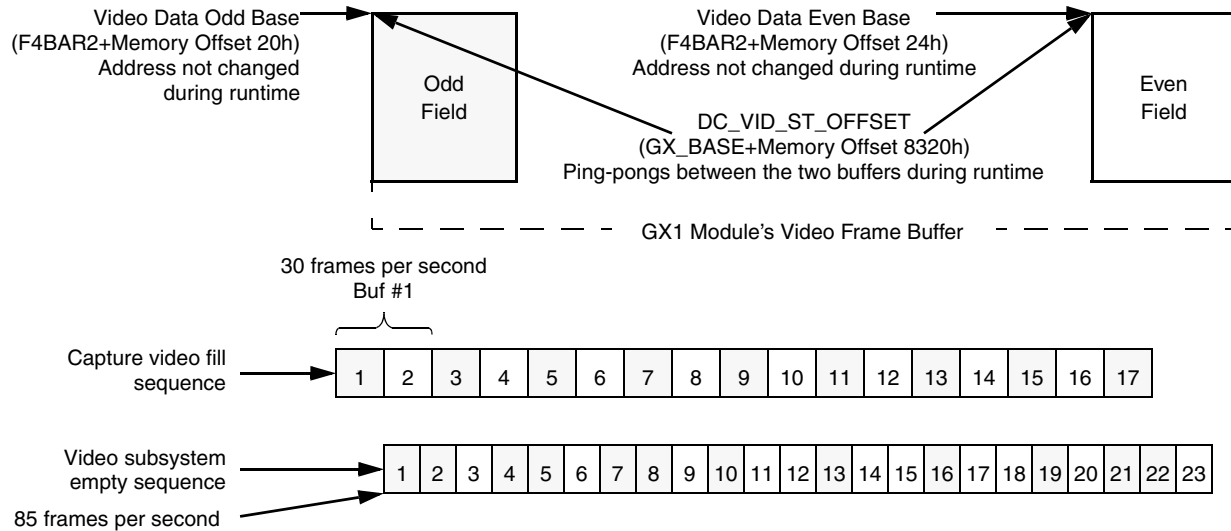 Video Data Odd Base
(F4BAR2+Memory Offset 20h)
Address not changed
during runtime
Odd
Field
Video Data Even Base
(F4BAR2+Memory Offset 24h)
Address not changed during runtime
Even
Field
DC_VID_ST_OFFSET
(GX_BASE+Memory Offset 8320h)
Ping-pongs between the two buffers during runtime
GX1 Module's Video Frame Buffer
30 frames per second
Buf #1
Capture video fill
sequence
1 2 3 4 5 6 7 8 9 10 11 12 13 14 15 16 17
Video subsystem
empty sequence
1 2 3 4 5 6 7 8 9 10 11 12 13 14 15 16 17 18 19 20 21 22 23
85 frames per second